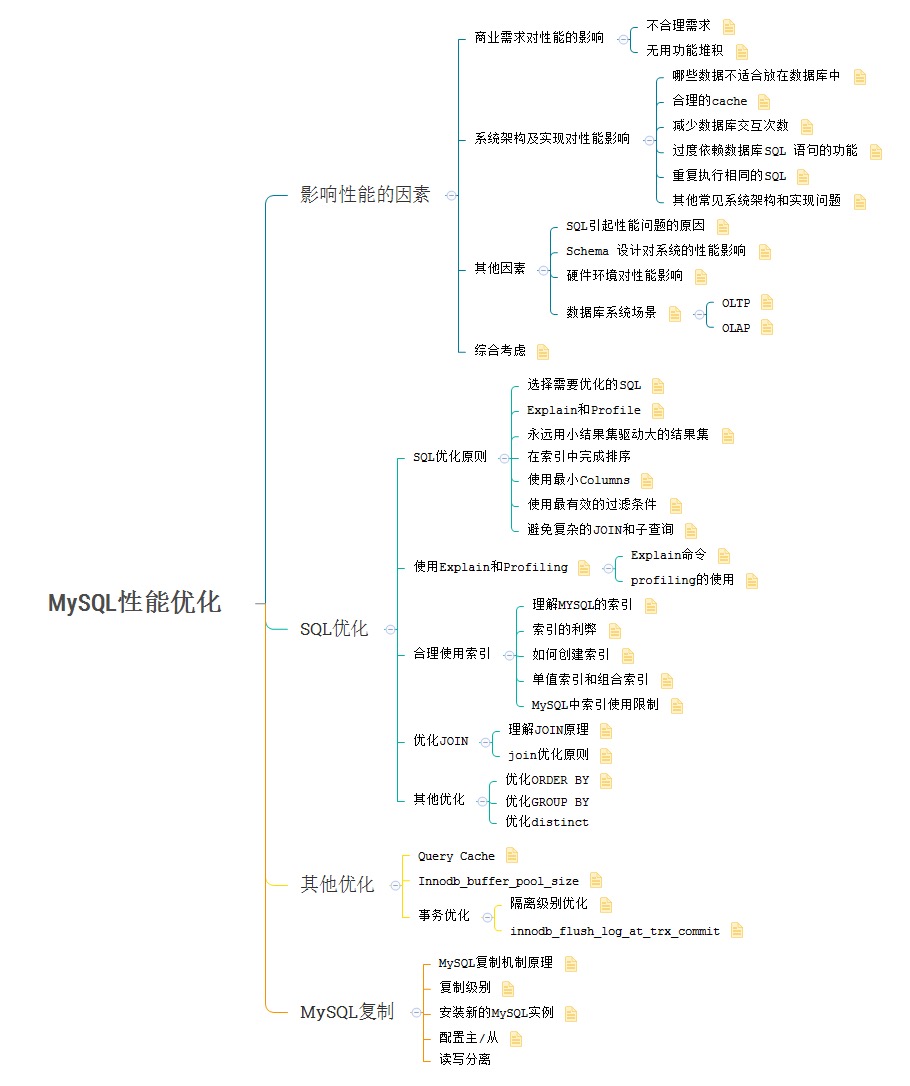 MySQL性能优化
影响性能的因素
商业需求对性能的影响
不合理需求
无用功能堆积
系统架构及实现对性能影响
哪些数据不适合放在数据库中
合理的cache
减少数据库交互次数
过度依赖数据库SQL 语句的功能
重复执行相同的SQL
其他常见系统架构和实现问题
其他因素
SQL引起性能问题的原因
Schema 设计对系统的性能影响
硬件环境对性能影响
数据库系统场景
OLTP
OLAP
综合考虑
SQL优化
SQL优化原则
选择需要优化的SQL
Explain和Profile
永远用小结果集驱动大的结果集
在索引中完成排序
使用最小Columns
使用最有效的过滤条件
避免复杂的JOIN和子查询
使用Explain和Profiling
Explain命令
profiling的使用
合理使用索引
理解MYSQL的索引
索引的利弊
如何创建索引
单值索引和组合索引
MySQL中索引使用限制
优化JOIN
理解JOIN原理
join优化原则
其他优化
优化ORDER BY
优化GROUP BY
优化distinct
其他优化
Query Cache
Innodb_buffer_pool_size
事务优化
隔离级别优化
innodb_flush_log_at_trx_commit
MySQL复制
MySQL复制机制原理
复制级别
安装新的MySQL实例
配置主/从
读写分离